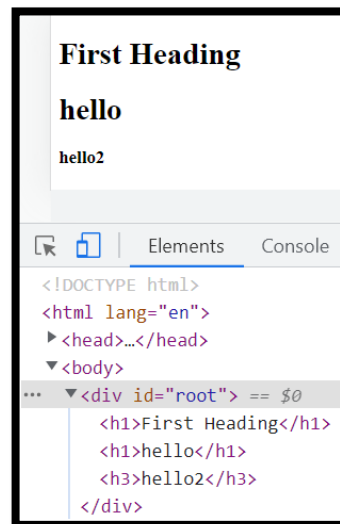 First Heading
hello
hello2
Elements Console
<!DOCTYPE html>
<html lang="en">
<head>…</head>
<body>
... <div id="root"> == $0
<h1>First Heading</h1>
<h1>hello</h1>
<h3>hello2</h3>
</div>